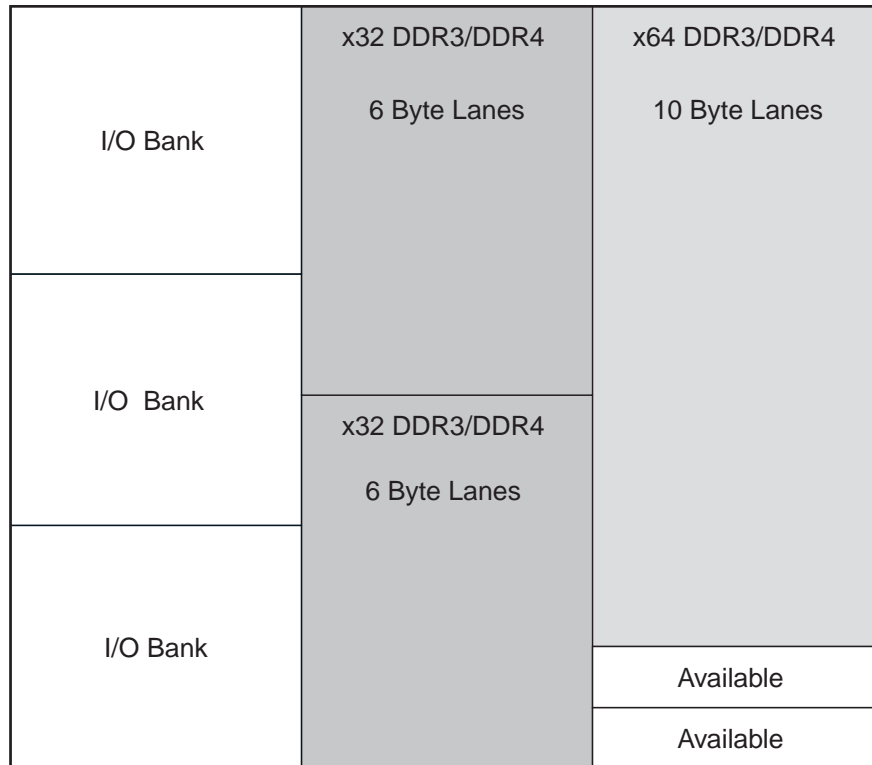 x32 DDR3/DDR4
x64 DDR3/DDR4
6 Byte Lanes
10 Byte Lanes
I/O Bank
I/O Bank
x32 DDR3/DDR4
6 Byte Lanes
I/O Bank
Available
Available